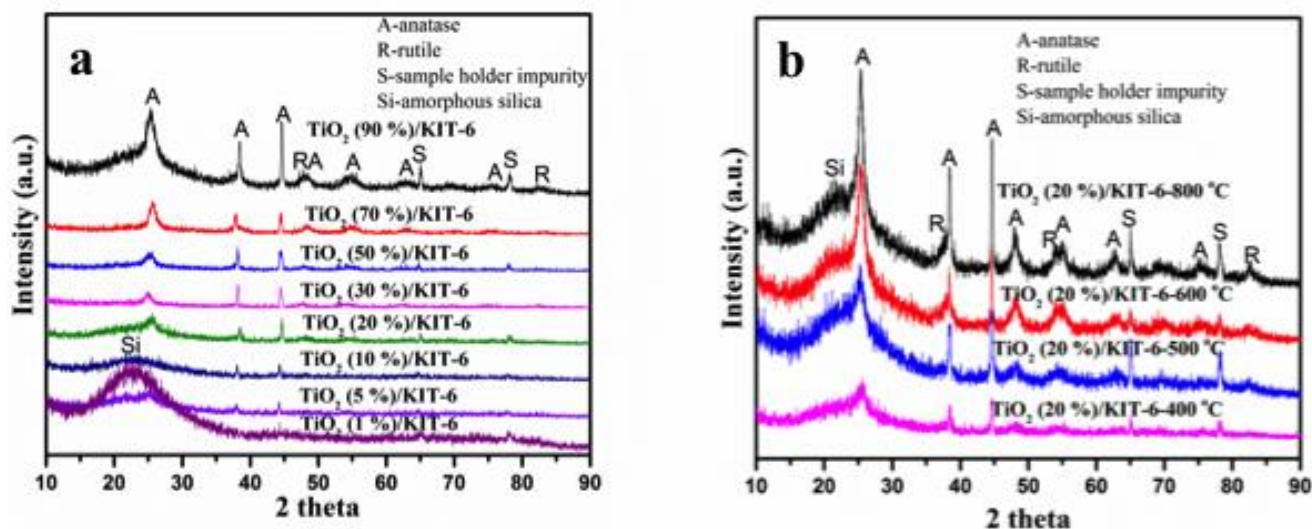 a
A-anatase
R-rutile
S-sample holder impurity
Si-amorphous silica
A
TiO2 (90 %)/KIT-6
A
A
R A
A
A
S
A
S
R
TiO2 (70 %)/KIT-6
TiO2 (50 %)/KIT-6
TiO2 (30 %)/KIT-6
TiO2 (20 %)/KIT-6
Si
TiO2 (10 %)/KIT-6
TiO2 (5 %)/KIT-6
TiO2 (1 %)/KIT-6
Intensity (a.u.)
10 20 30 40 50 60 70 80 90
2 theta
b
A-anatase
R-rutile
S-sample holder impurity
Si-amorphous silica
A
A
Si
A
TiO2 (20 %)/KIT-6-800 °C
R
A
R A
A
S
A
S
R
TiO2 (20 %)/KIT-6-600 °C
TiO2 (20 %)/KIT-6-500 °C
TiO2 (20 %)/KIT-6-400 °C
Intensity (a.u.)
10 20 30 40 50 60 70 80 90
2 theta